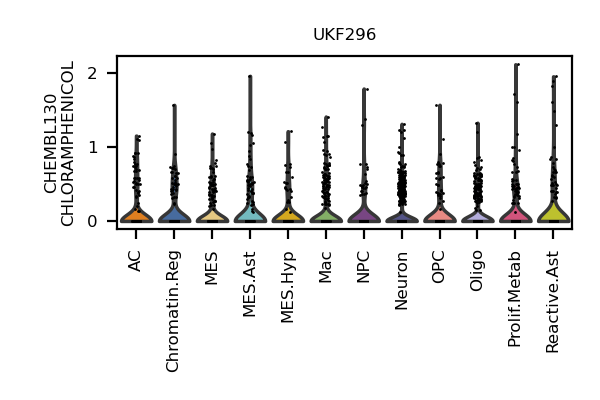 UKF296
CHEMBL130
CHLORAMPHENICOL
2
1
0
AC
Chromatin.Reg
MES
MES.Ast
MES.Hyp
Mac
NPC
Neuron
OPC
Oligo
Prolif.Metab
Reactive.Ast